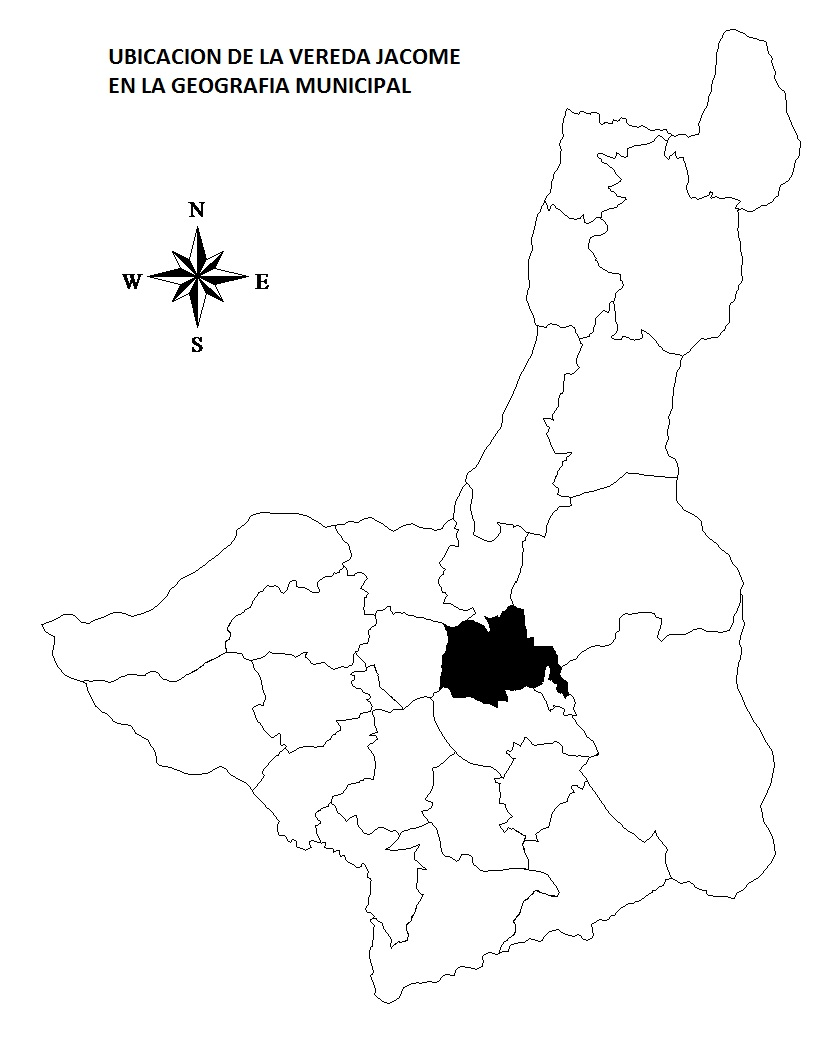 UBICACION DE LA VEREDA JACOME
EN LA GEOGRAFIA MUNICIPAL
N
W E
S